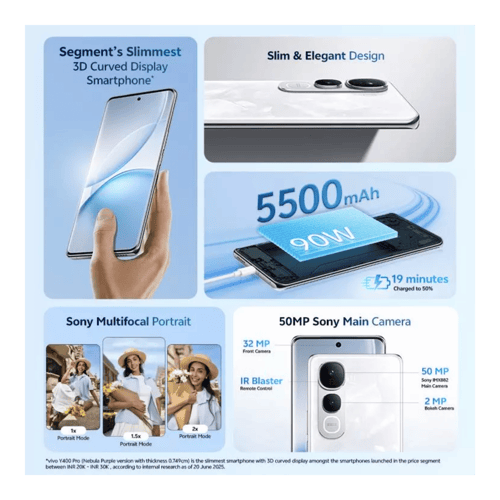 Segment's Slimmest
3D Curved Display
Smartphone*
Slim & Elegant Design
5500mAh
90W
19 minutes
Charged to 50%
Sony Multifocal Portrait
1x
Portrait Mode
1.5x
Portrait Mode
2x
Portrait Mode
50MP Sony Main Camera
32 MP
Front Camera
IR Blaster
Remote Control
50 MP
Sony IMX882
Main Camera
2 MP
Bokeh Camera
*vivo Y400 Pro (Nebula Purple version with thickness 0.749cm) is the slimmest smartphone with 3D curved display amongst the smartphones launched in the price segment
between INR 20K - INR 30K , according to internal research as of 20 June 2025.